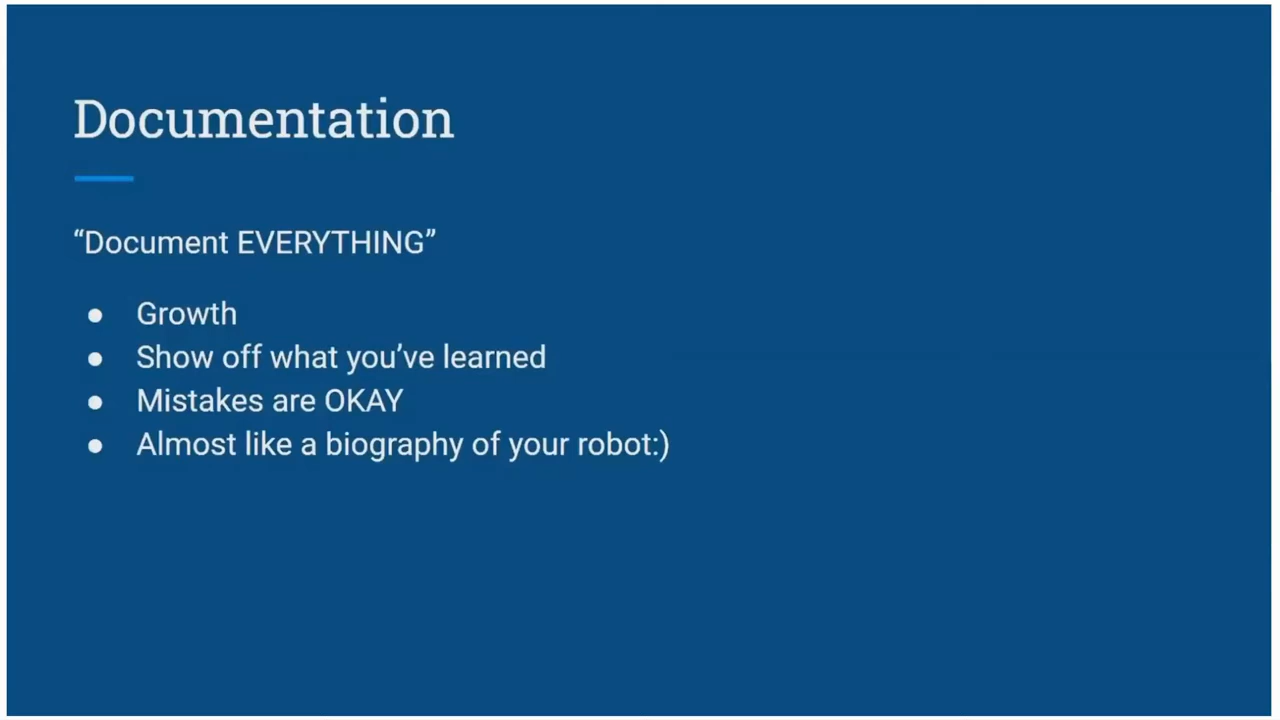 Documentation
“Document EVERYTHING”
● Growth
● Show off what you’ve learned
● Mistakes are OKAY
● Almost like a biography of your robot:)